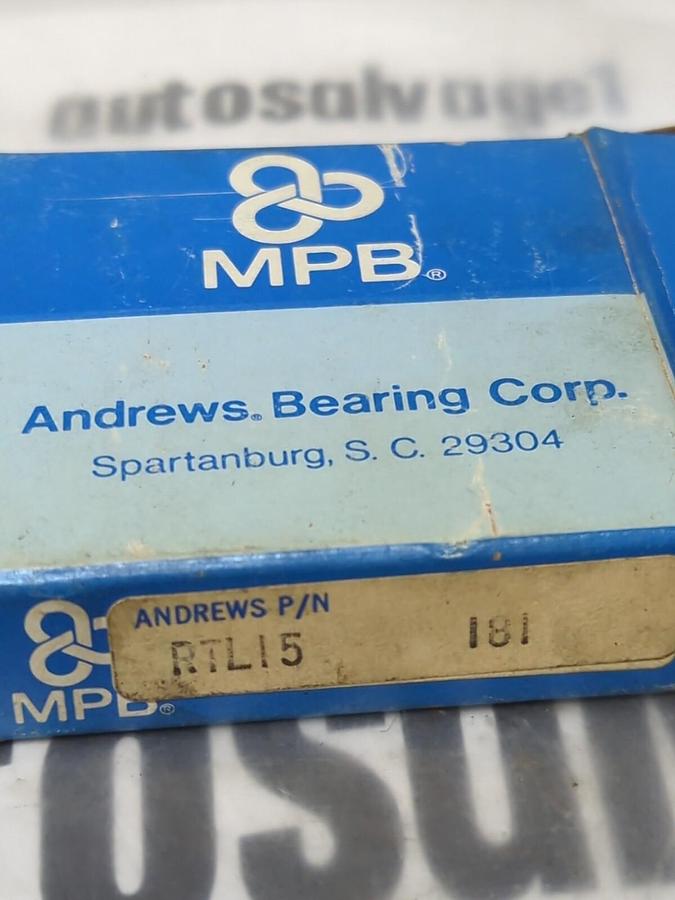 autosalvage1
MPB®
Andrews® Bearing Corp.
Spartanburg, S. C. 29304
ANDREWS P/N
RTL15 181
MPB®